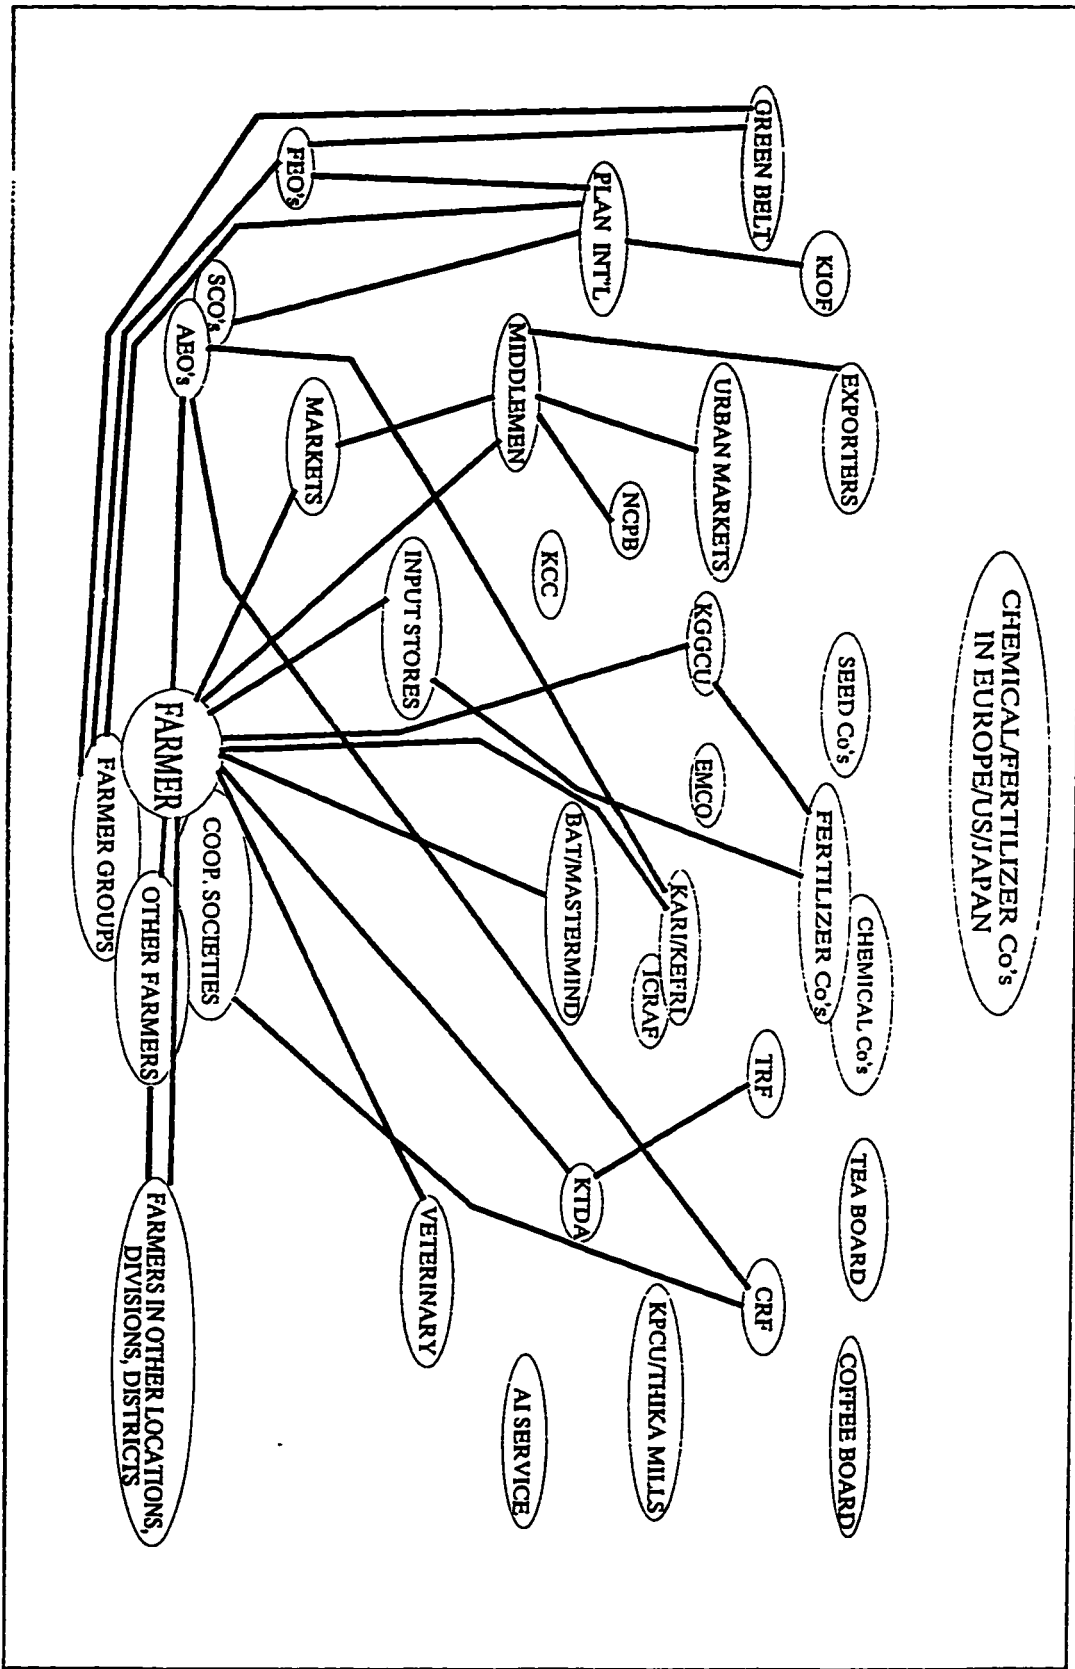 CHEMICAL/FERTILIZER Co's
IN EUROPE/US/JAPAN
EXPORTERS
SEED Co's
CHEMICAL Co's
TEA BOARD
COFFEE BOARD
KIOF
FERTILIZER Co's
GREEN BELT
URBAN MARKETS
KGGCU
EMCO
TRF
CRF
PLAN INT'L
NCPB
KARI/KEFRI
ICRAF
KPCU/THIKA MILLS
MIDDLEMEN
KCC
BAT/MASTERMIND
KTDA
AI SERVICE
INPUT STORES
VETERINARY
FEO's
MARKETS
SCO's
AEO's
COOP. SOCIETIES
FARMER
OTHER FARMERS
FARMERS IN OTHER LOCATIONS,
DIVISIONS, DISTRICTS
FARMER GROUPS